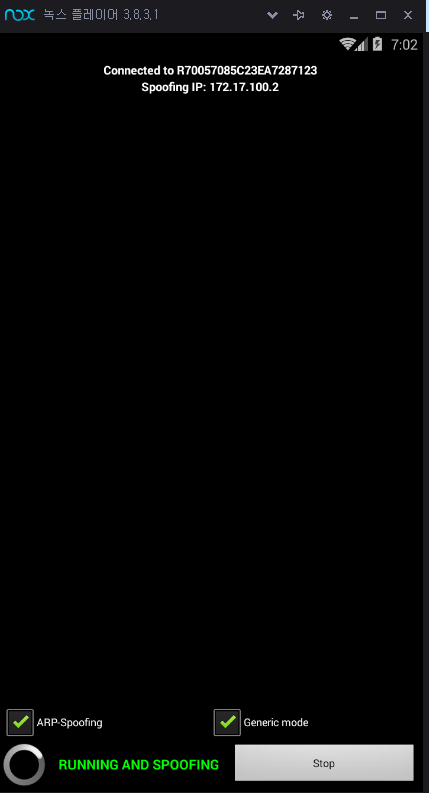 nox 녹스 플레이어 3,8,3,1
7:02
Connected to R70057085C23EA7287123
Spoofing IP: 172.17.100.2
ARP-Spoofing
Generic mode
RUNNING AND SPOOFING
Stop